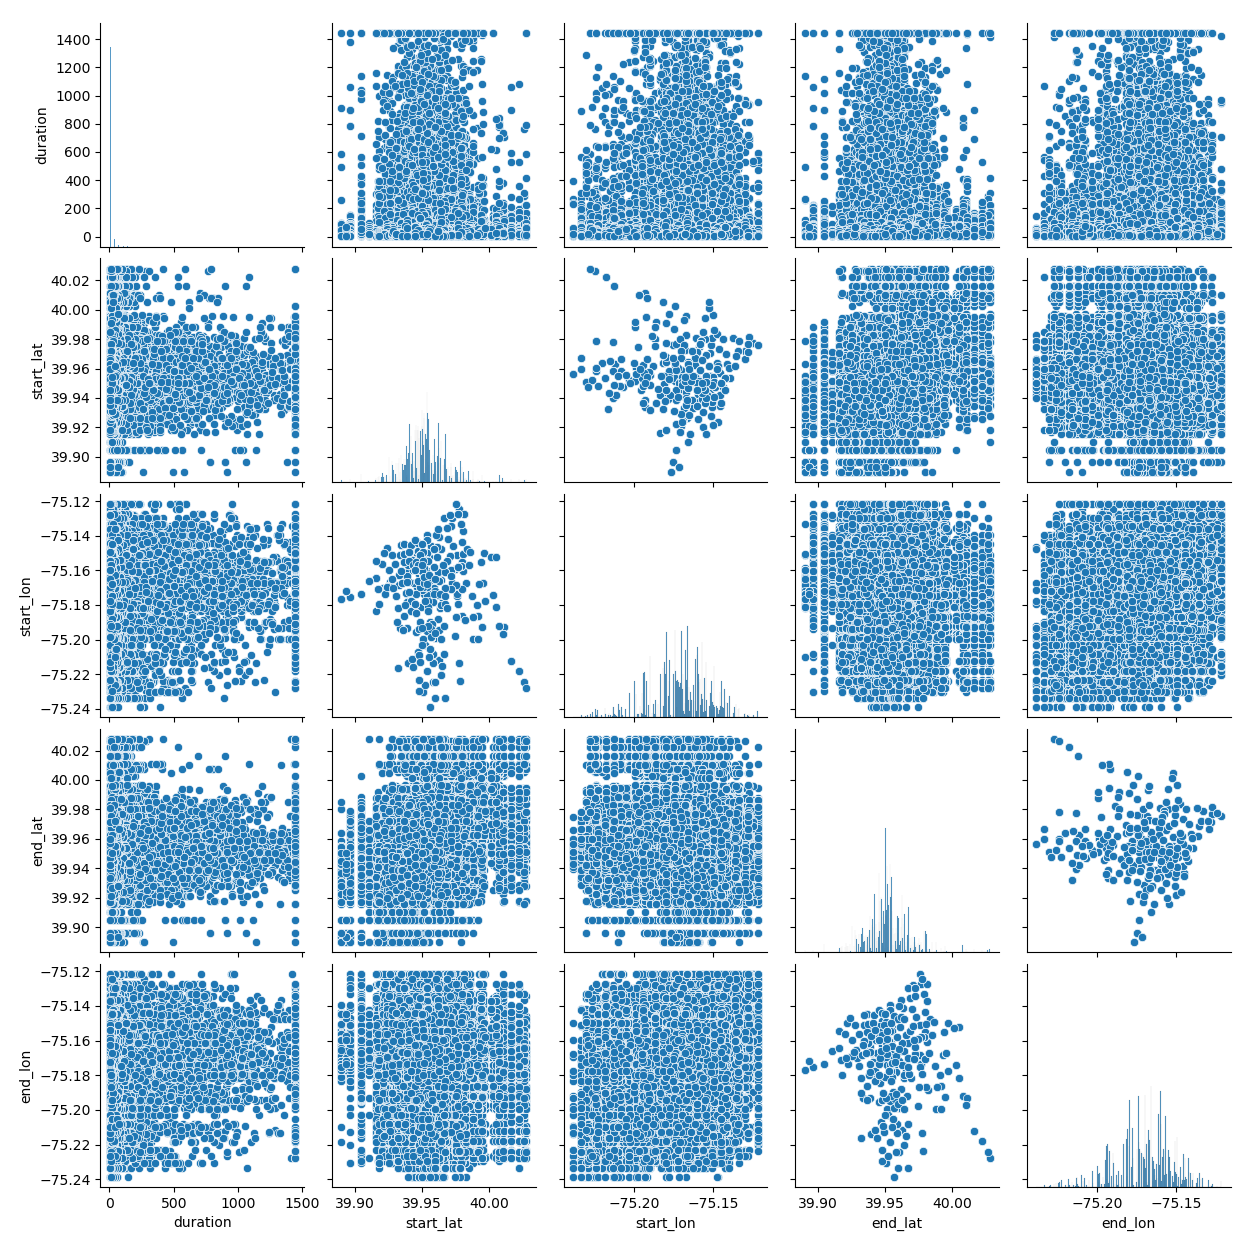 1400
1200
1000
800
600
400
200
0
duration
40.02
40.00
39.98
39.96
39.94
39.92
39.90
start_lat
−75.12
−75.14
−75.16
−75.18
−75.20
−75.22
−75.24
start_lon
40.02
40.00
39.98
39.96
39.94
39.92
39.90
end_lat
−75.12
−75.14
−75.16
−75.18
−75.20
−75.22
−75.24
end_lon
0 500 1000 1500
duration
39.90 39.95 40.00
start_lat
−75.20 −75.15
start_lon
39.90 39.95 40.00
end_lat
−75.20 −75.15
end_lon